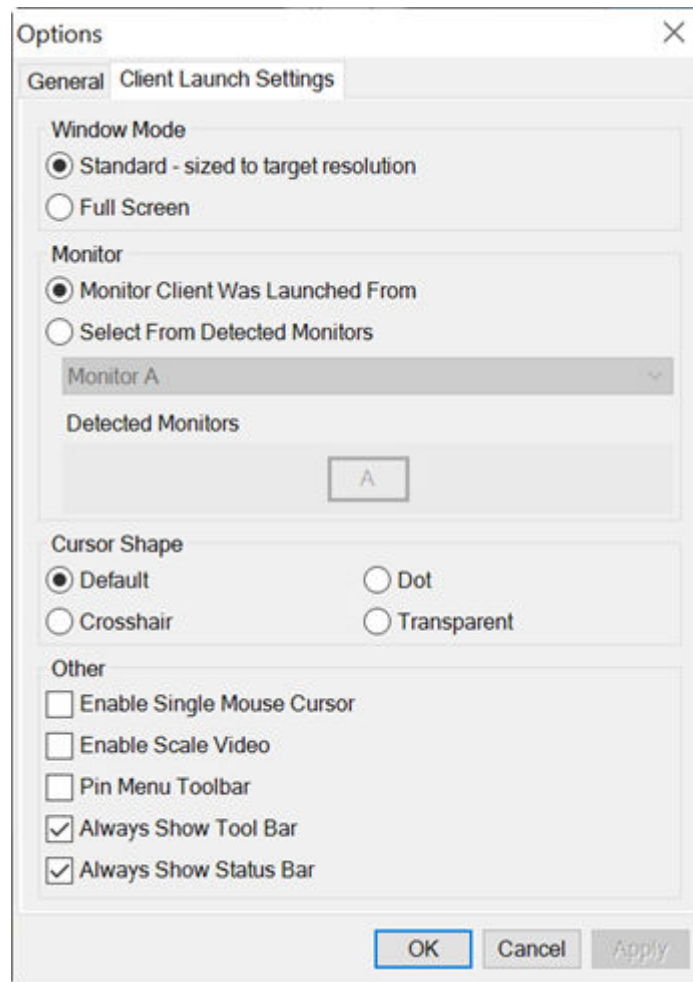 Options
General Client Launch Settings
Window Mode
Standard - sized to target resolution
Full Screen
Monitor
Monitor Client Was Launched From
Select From Detected Monitors
Monitor A
Detected Monitors
A
Cursor Shape
Default Dot
Crosshair Transparent
Other
Enable Single Mouse Cursor
Enable Scale Video
Pin Menu Toolbar
Always Show Tool Bar
Always Show Status Bar
OK Cancel Apply